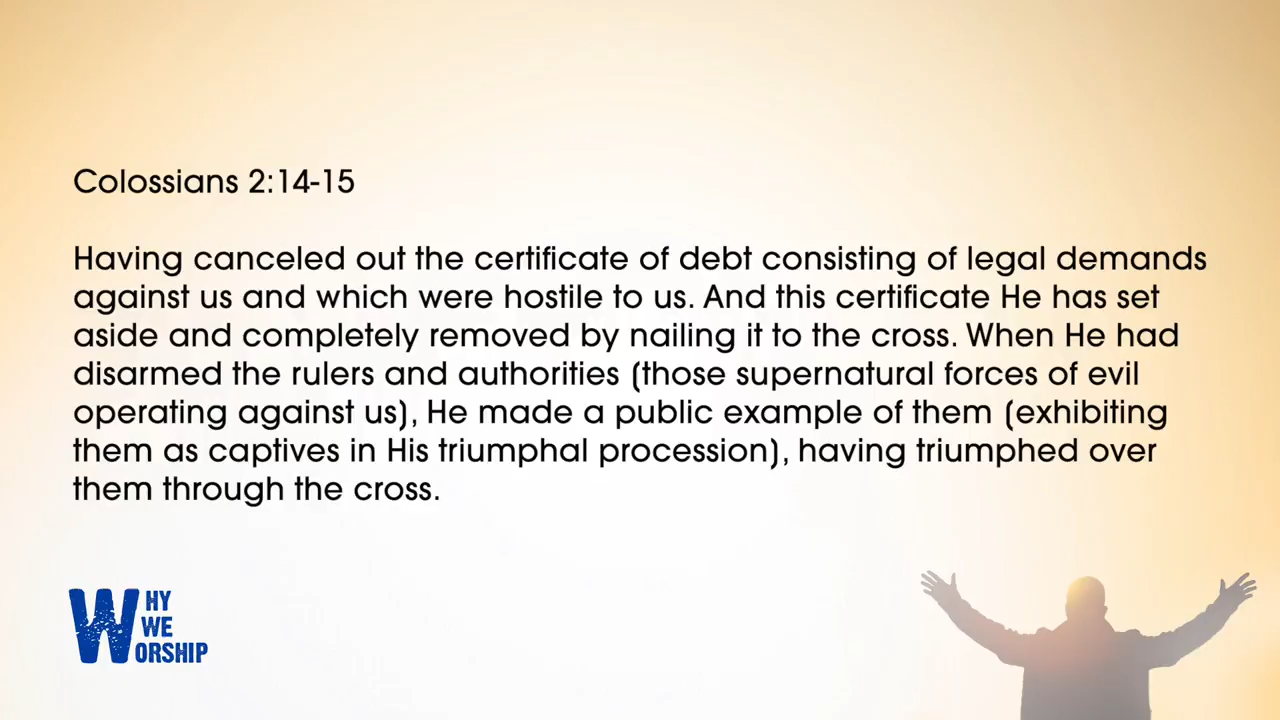 Colossians 2:14-15
Having canceled out the certificate of debt consisting of legal demands
against us and which were hostile to us. And this certificate He has set
aside and completely removed by nailing it to the cross. When He had
disarmed the rulers and authorities (those supernatural forces of evil
operating against us), He made a public example of them (exhibiting
them as captives in His triumphal procession), having triumphed over
them through the cross.
WHY
WE
WORSHIP